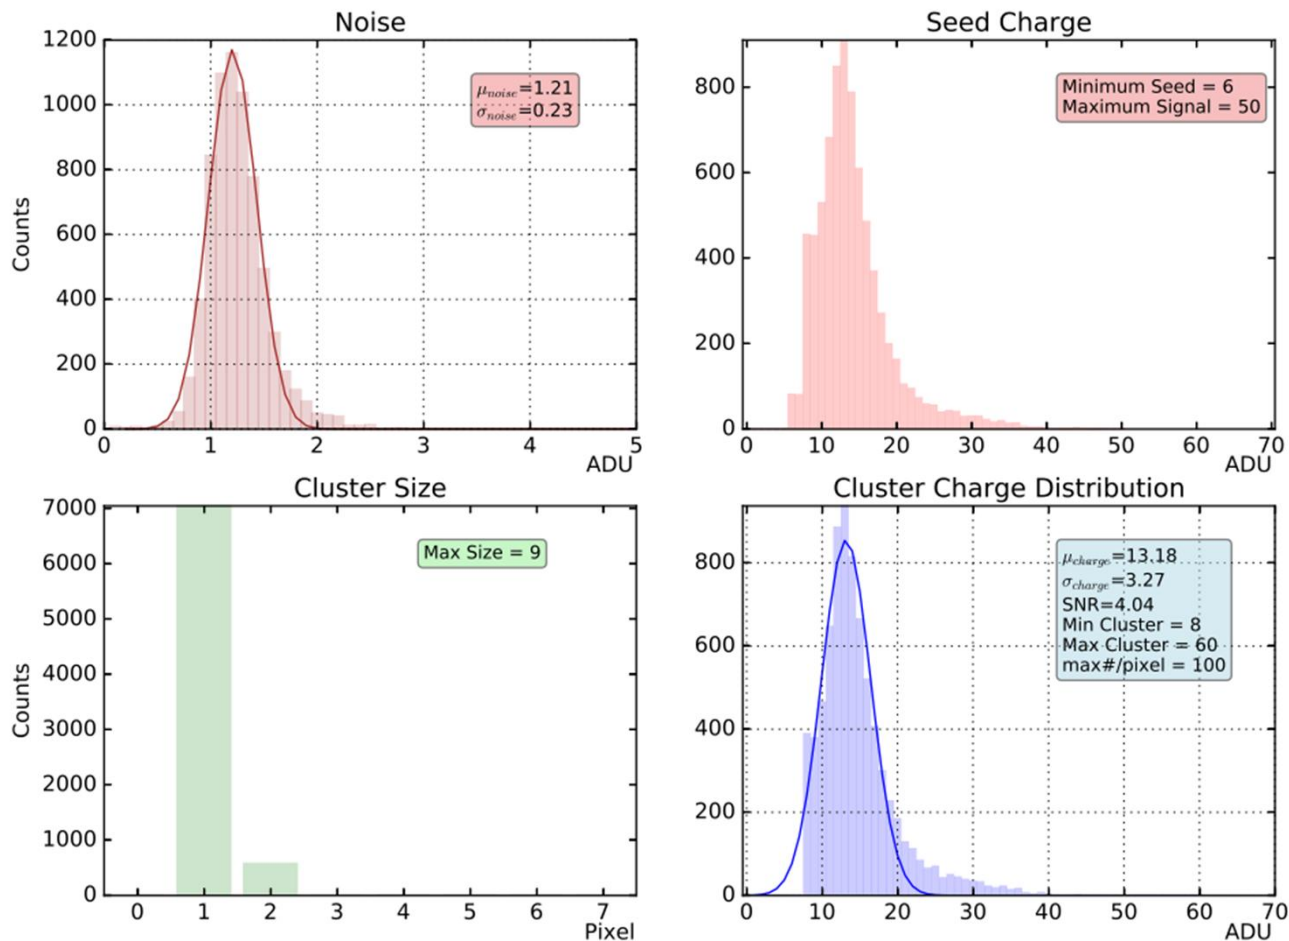 Noise
1200
1000
800
600
400
200
0
Counts
μnoise=1.21
σnoise=0.23
0 1 2 3 4 5
ADU
Seed Charge
800
600
400
200
0
Minimum Seed = 6
Maximum Signal = 50
0 10 20 30 40 50 60 70
ADU
Cluster Size
7000
6000
5000
4000
3000
2000
1000
0
Counts
Max Size = 9
0 1 2 3 4 5 6 7
Pixel
Cluster Charge Distribution
800
600
400
200
0
μcharge=13.18
σcharge=3.27
SNR=4.04
Min Cluster = 8
Max Cluster = 60
max#/pixel = 100
0 10 20 30 40 50 60 70
ADU